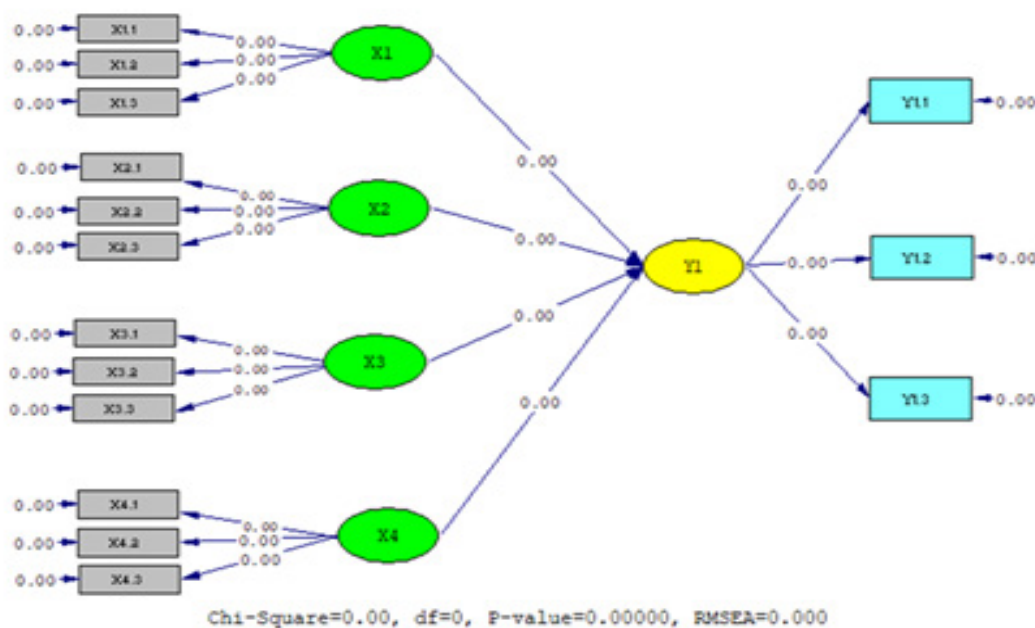 0.00 X1.1 0.00
0.00 X1.2 0.00
0.00 X1.3 0.00
X1
0.00
0.00 X2.1 0.00
0.00 X2.2 0.00
0.00 X2.3 0.00
X2
0.00
0.00 X3.1 0.00
0.00 X3.2 0.00
0.00 X3.3 0.00
X3
0.00
0.00 X4.1 0.00
0.00 X4.2 0.00
0.00 X4.3 0.00
X4
0.00
Y1
0.00 Y1.1 0.00
0.00 Y1.2 0.00
0.00 Y1.3 0.00
Chi-Square=0.00, df=0, P-value=0.00000, RMSEA=0.000